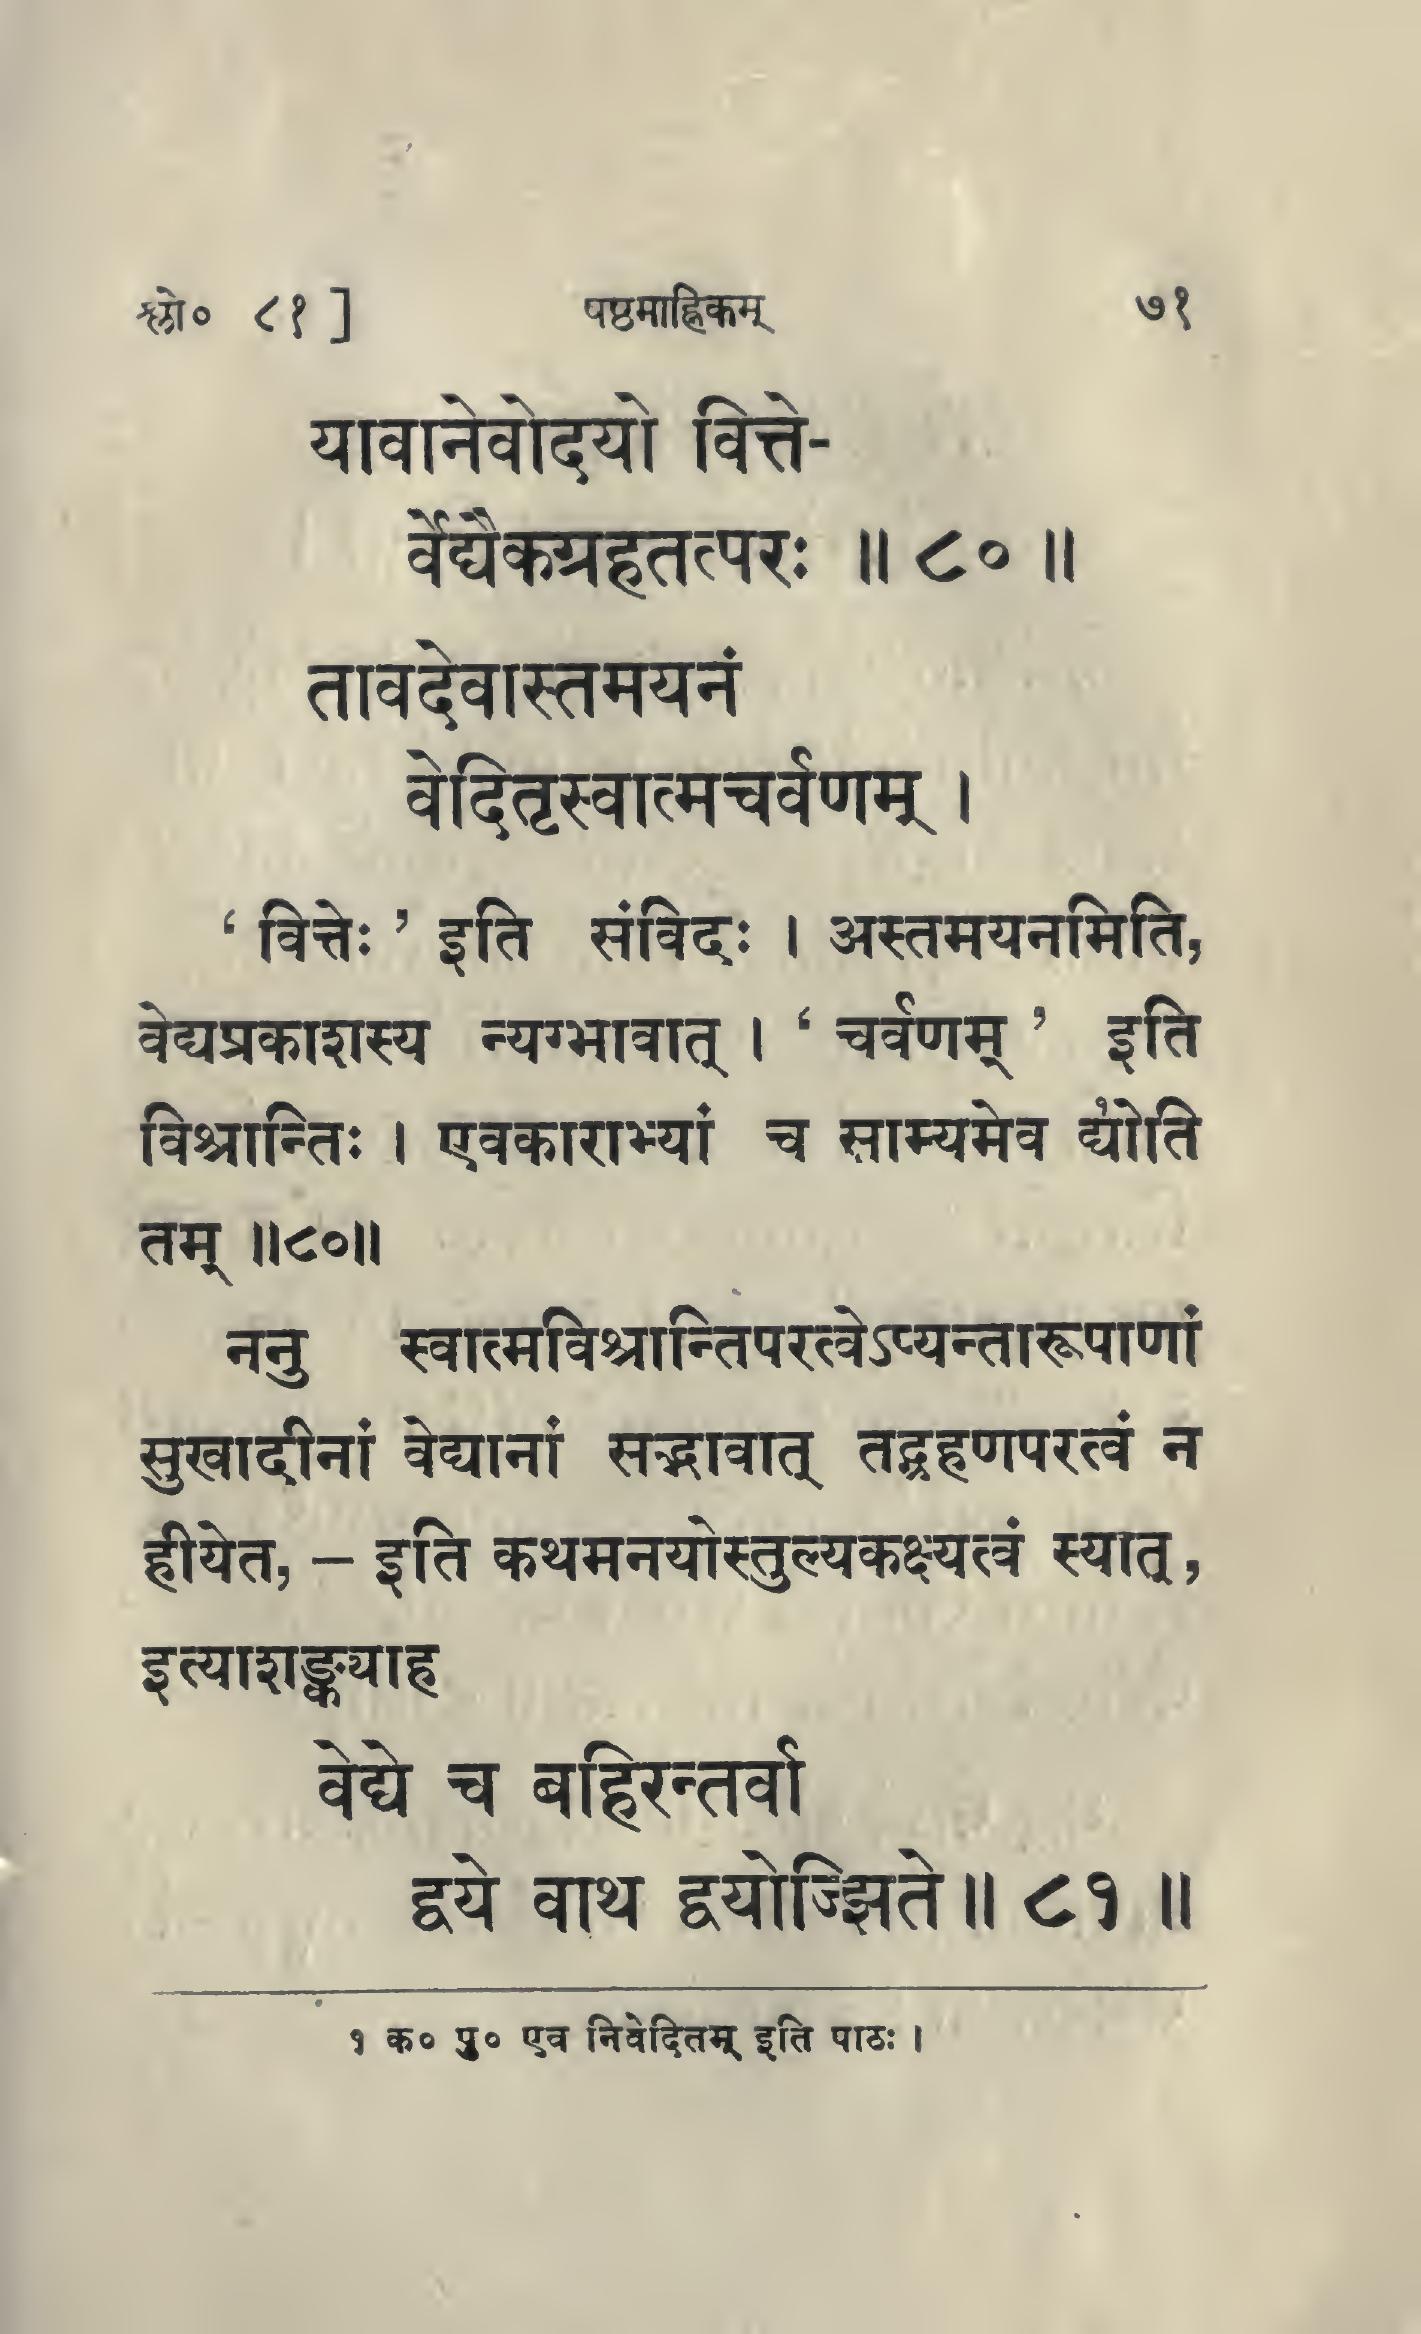 श्लो० ८१ ] षष्ठमाह्निकम् ७१
यावानेवोदयो वित्ते-
र्वेद्यैकग्रहतत्परः ॥ ८० ॥
तावदेवास्तमयनं
वेदितृस्वात्मचर्वणम् ।
‘ वित्तेः ’ इति संविदः । अस्तमयनमिति,
वेद्यप्रकाशस्य न्यग्भावात् । ‘ चर्वणम् ’ इति
विश्रान्तिः । एवकाराभ्यां च साम्यमेव द्यो१ति
तम् ॥८०॥
ननु स्वात्मविश्रान्तिपरत्वेऽप्यन्तारूपाणां
सुखादीनां वेद्यानां सद्भावात् तद्ग्रहणपरत्वं न
हीयेत, – इति कथमनयोस्तुल्यकक्ष्यत्वं स्यात्,
इत्याशङ्क्याह
वेद्ये च बहिरन्तर्वा
द्वये वाथ द्वयोज्झिते ॥ ८१ ॥
१ क० पु० एव निवेदितम् इति पाठः ।